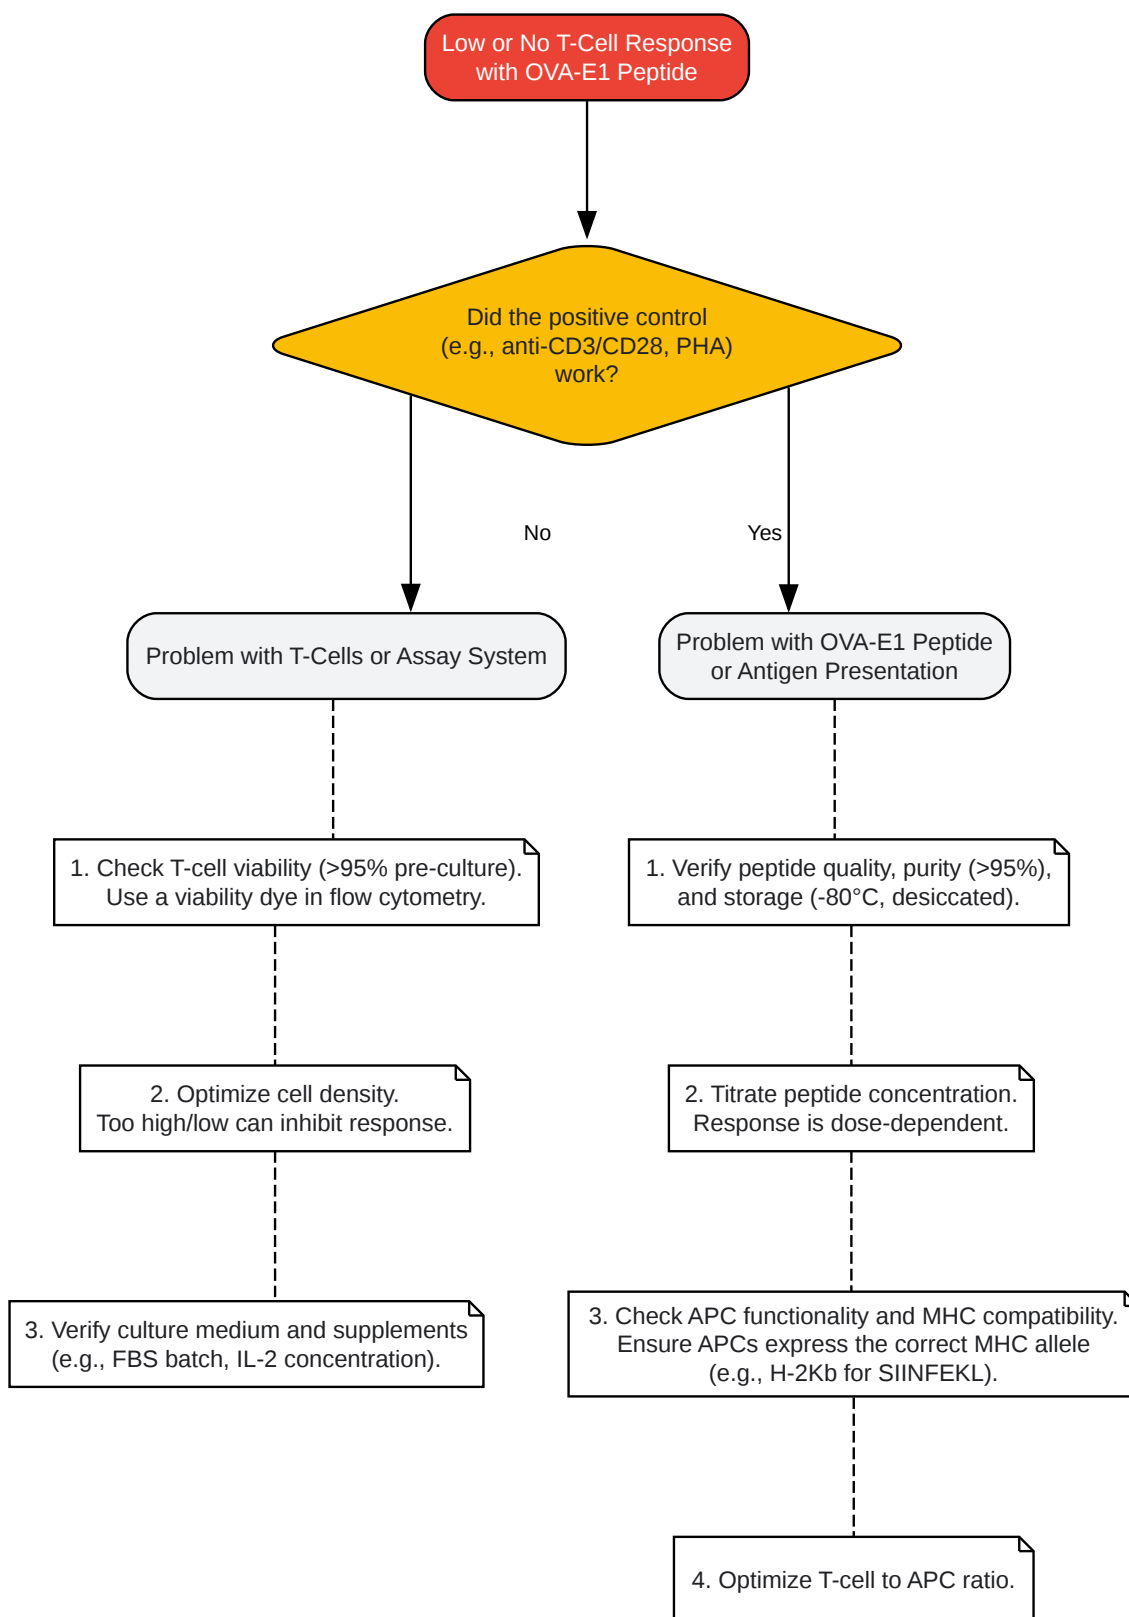 Low or No T-Cell Response
with OVA-E1 Peptide
Did the positive control
(e.g., anti-CD3/CD28, PHA)
work?
No
Yes
Problem with T-Cells or Assay System
Problem with OVA-E1 Peptide
or Antigen Presentation
1. Check T-cell viability (>95% pre-culture).
Use a viability dye in flow cytometry.
1. Verify peptide quality, purity (>95%),
and storage (-80°C, desiccated).
2. Optimize cell density.
Too high/low can inhibit response.
2. Titrate peptide concentration.
Response is dose-dependent.
3. Verify culture medium and supplements
(e.g., FBS batch, IL-2 concentration).
3. Check APC functionality and MHC compatibility.
Ensure APCs express the correct MHC allele
(e.g., H-2Kb for SIINFEKL).
4. Optimize T-cell to APC ratio.